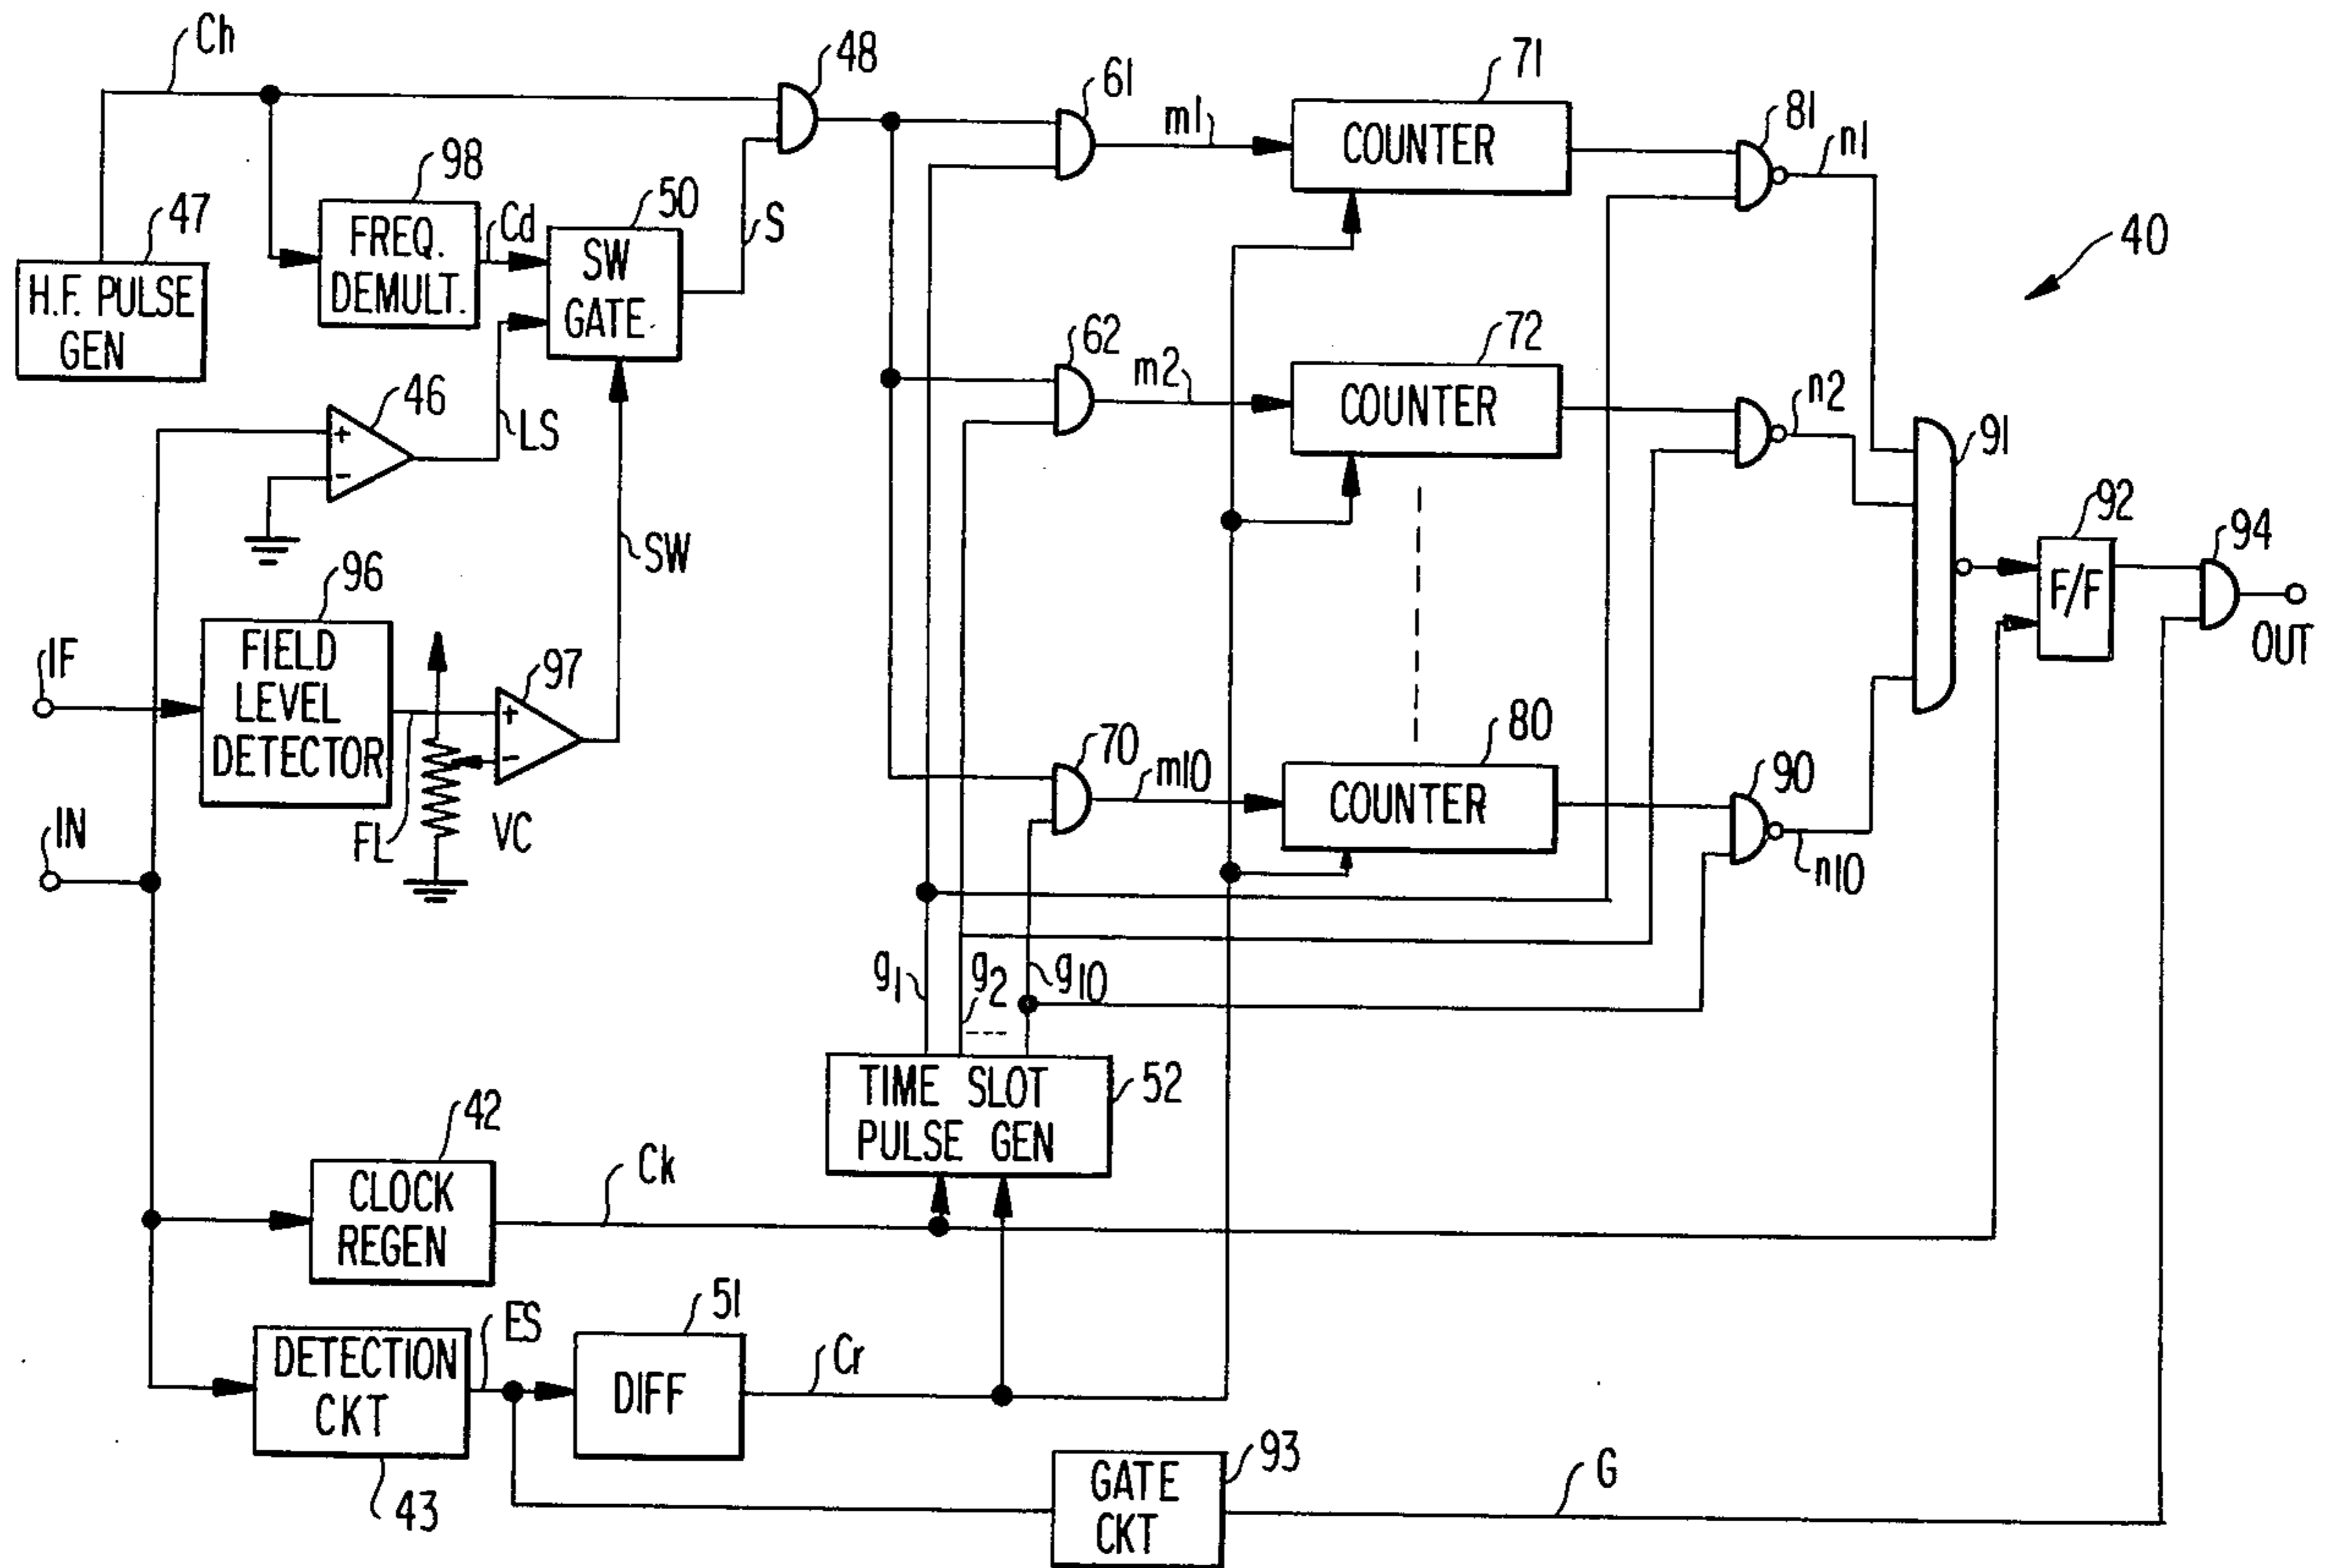 Ch
48
61
71
81
m1
COUNTER
n1
98
47
FREQ.
DEMULT.
Cd
50
SW
GATE
S
40
H.F. PULSE
GEN
62
72
m2
COUNTER
n2
46
+
-
LS
91
92
94
F/F
OUT
SW
96
IF
FIELD
LEVEL
DETECTOR
97
+
-
FL
VC
70
m10
80
COUNTER
90
n10
IN
g1
g2
g10
TIME SLOT
PULSE GEN
52
42
CLOCK
REGEN
Ck
DETECTION
CKT
43
ES
51
DIFF
Cr
GATE
CKT
93
G